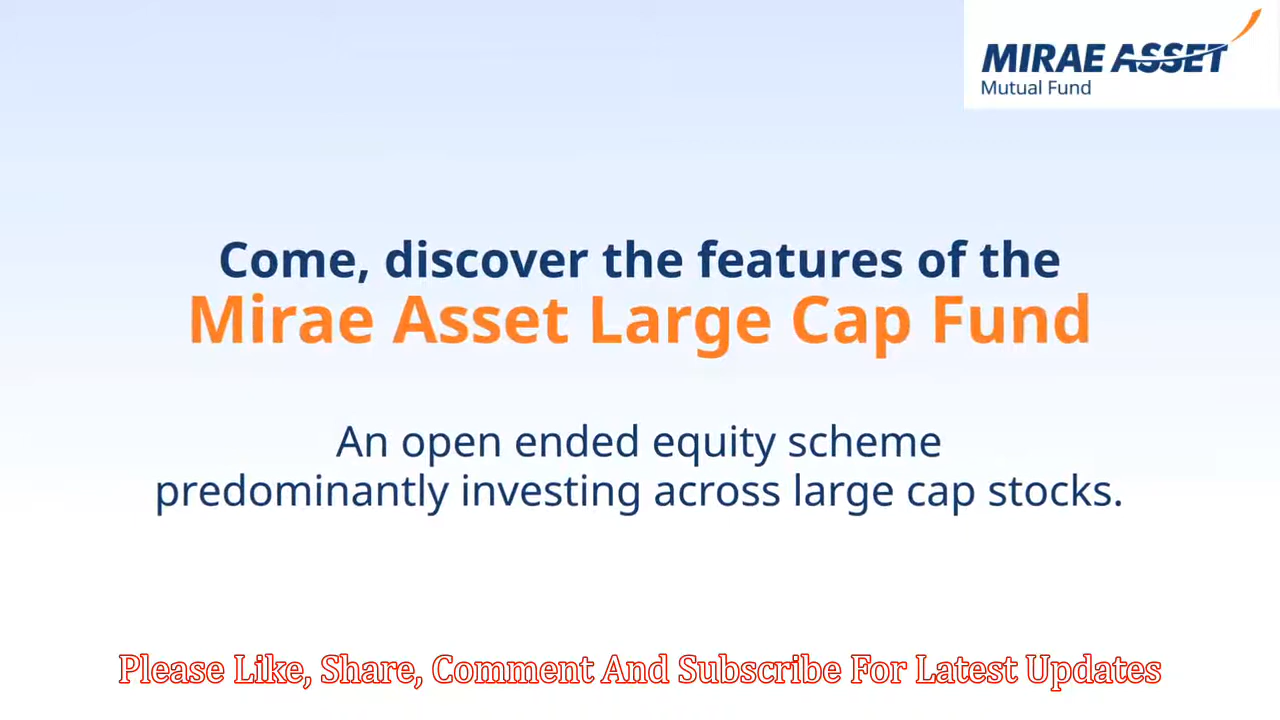 MIRAE ASSET
Mutual Fund
Come, discover the features of the
Mirae Asset Large Cap Fund
An open ended equity scheme
predominantly investing across large cap stocks.
Please Like, Share, Comment And Subscribe For Latest Updates